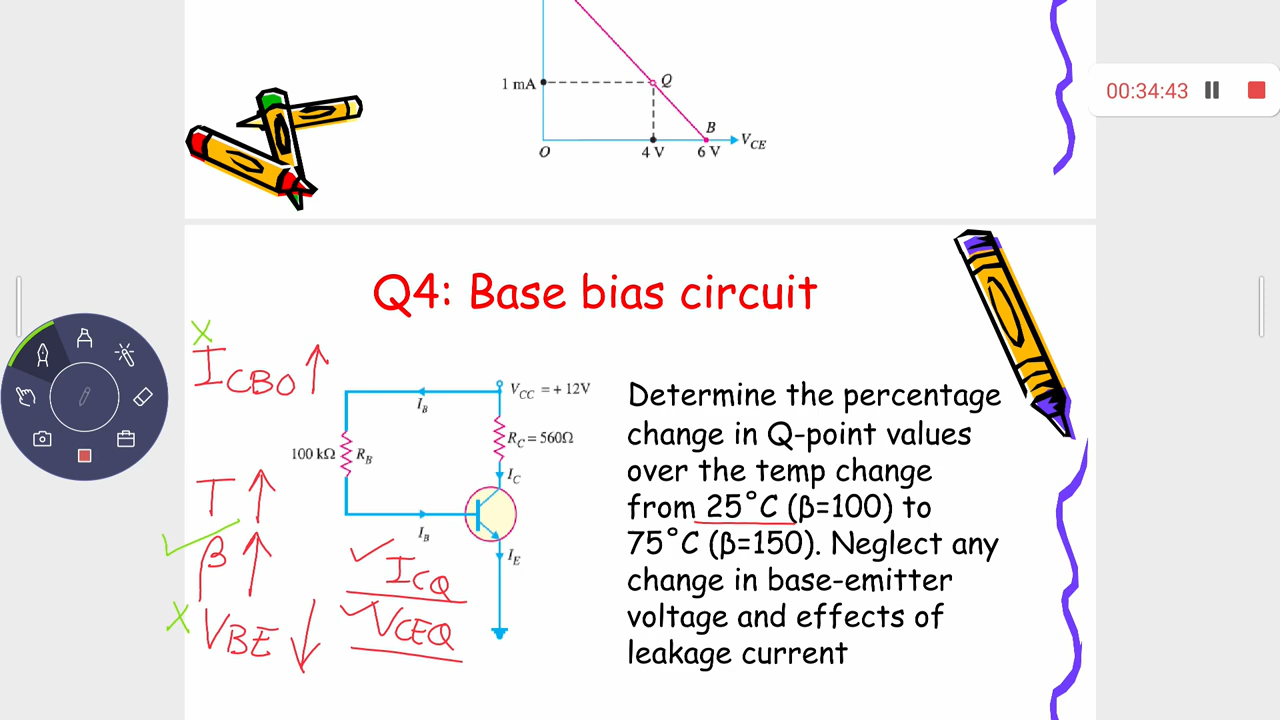 00:34:43
1 mA
Q
B
V_CE
O
4 V
6 V
Q4: Base bias circuit
X
I_CBO ↑
V_CC = + 12V
I_B
100 kΩ
R_B
R_C = 560Ω
I_C
T ↑
I_B
I_E
✓
β ↑
✓ I_CQ
X V_BE ↓
✓ V_CEQ
Determine the percentage
change in Q-point values
over the temp change
from 25°C (β=100) to
75°C (β=150). Neglect any
change in base-emitter
voltage and effects of
leakage current